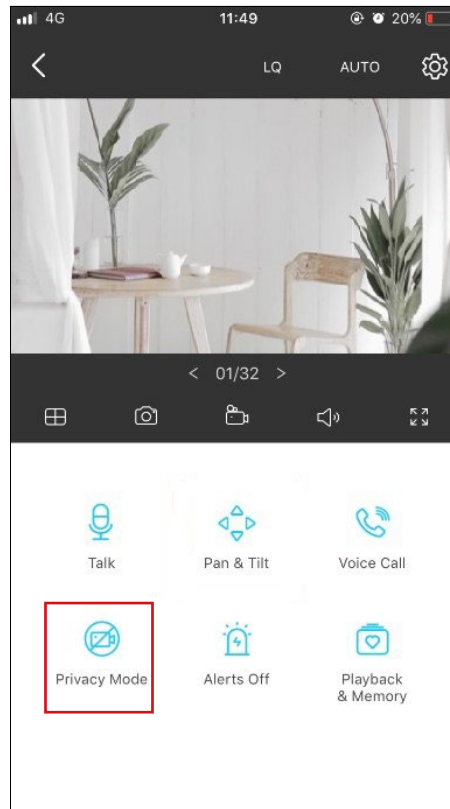 4G 11:49 20%
LQ AUTO
< 01/32 >
Talk Pan & Tilt Voice Call
Privacy Mode Alerts Off Playback
& Memory